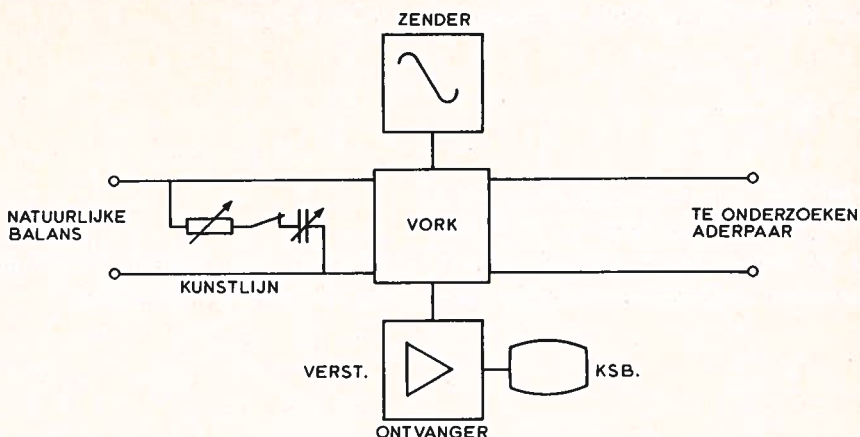 ZENDER
NATUURLIJKE
BALANS
VORK
TE ONDERZOEKEN
ADERPAAR
KUNSTLIJN
VERST.
KSB.
ONTVANGER